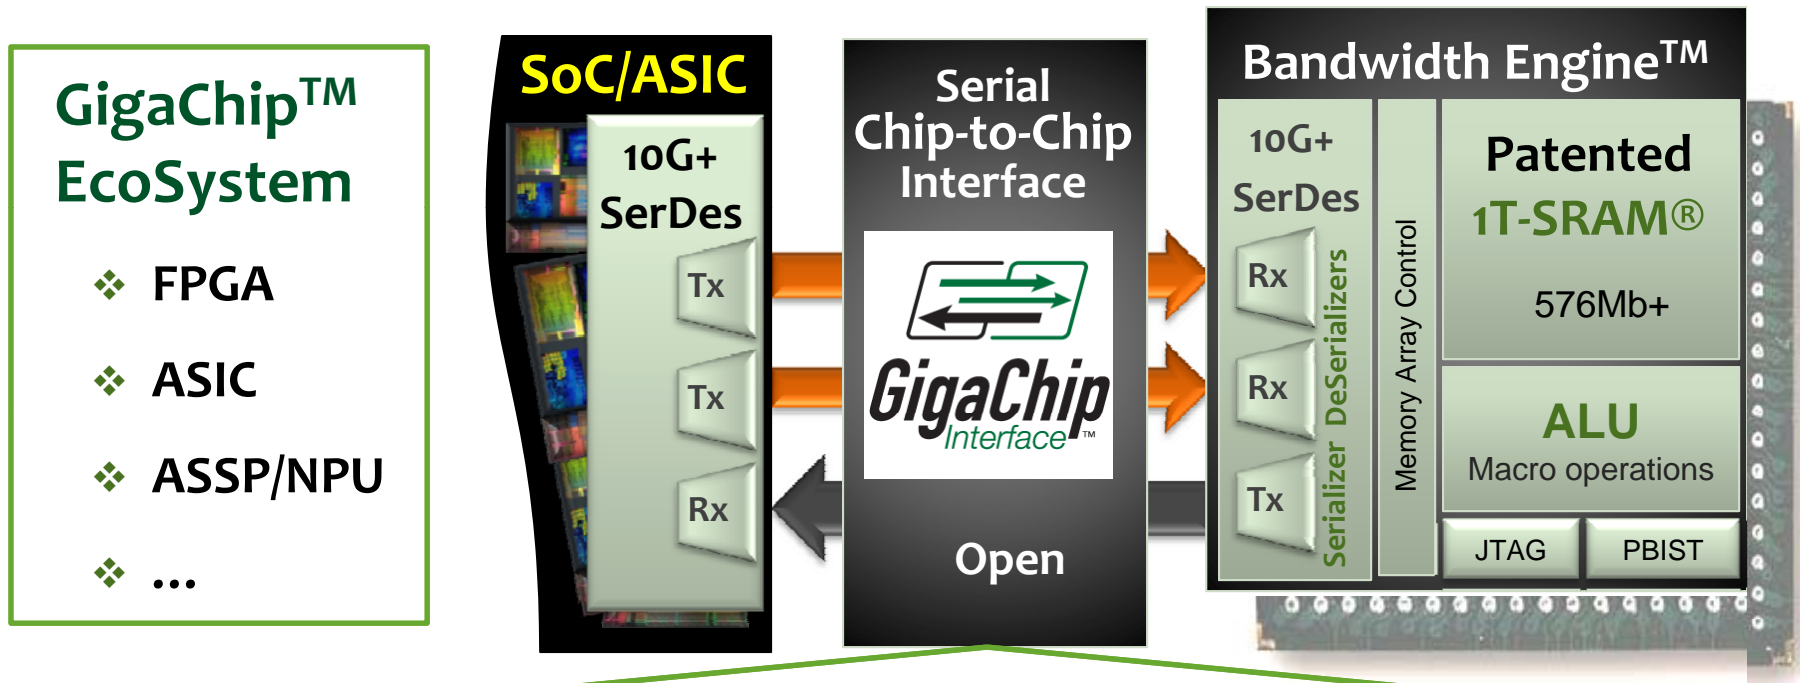 GigaChip™
EcoSystem
❖ FPGA
❖ ASIC
❖ ASSP/NPU
❖ ...
SoC/ASIC
10G+
SerDes
Tx
Tx
Rx
Serial
Chip-to-Chip
Interface
GigaChip
Interface™
Open
Bandwidth Engine™
10G+
SerDes
Rx
Rx
Tx
Serializer DeSerializers
Memory Array Control
Patented
1T-SRAM®
576Mb+
ALU
Macro operations
JTAG
PBIST